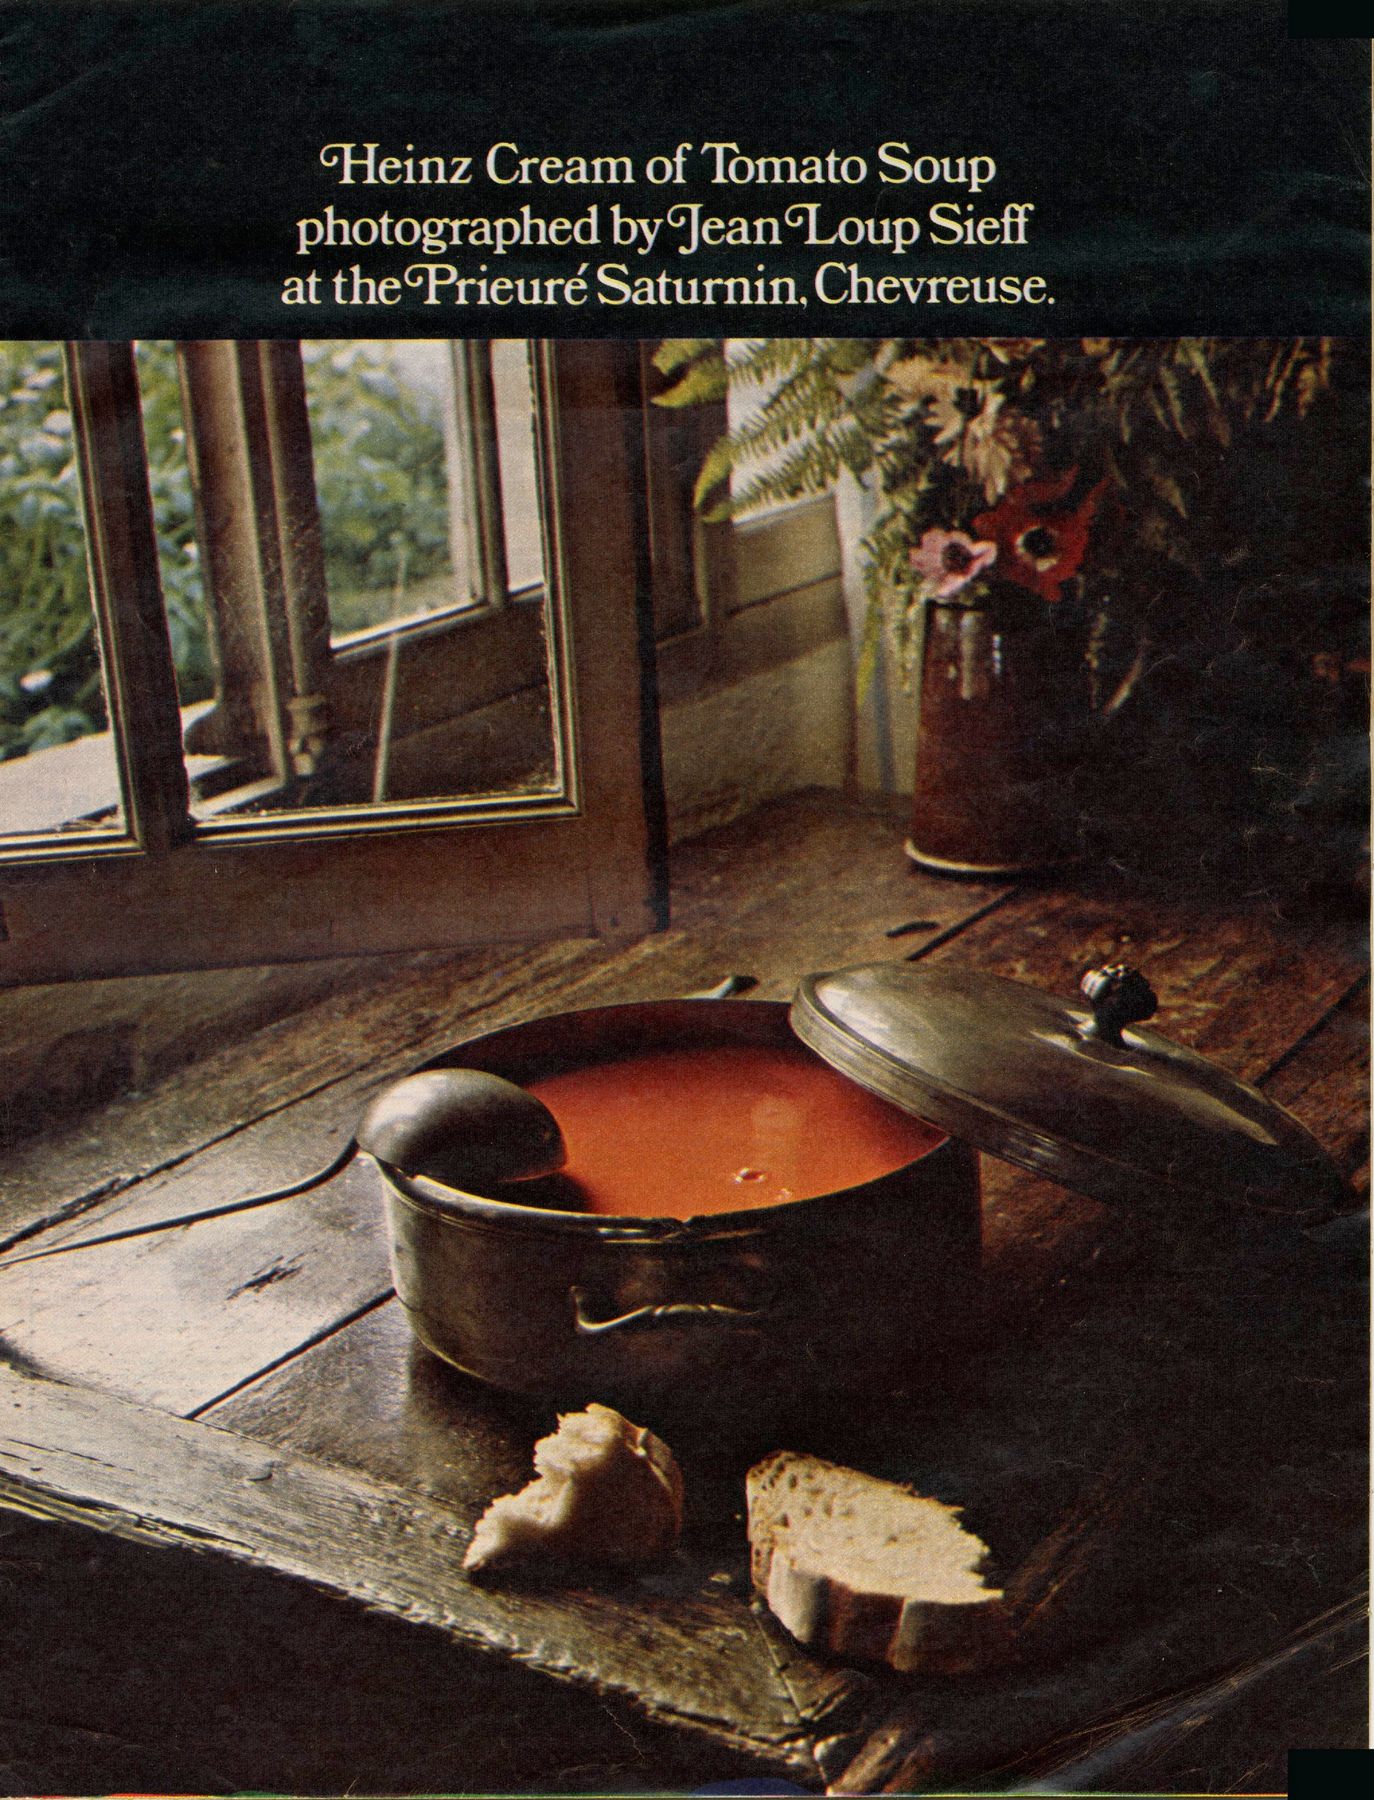 Heinz Cream of Tomato Soup
photographed by Jean Loup Sieff
at the Prieuré Saturnin, Chevreuse.